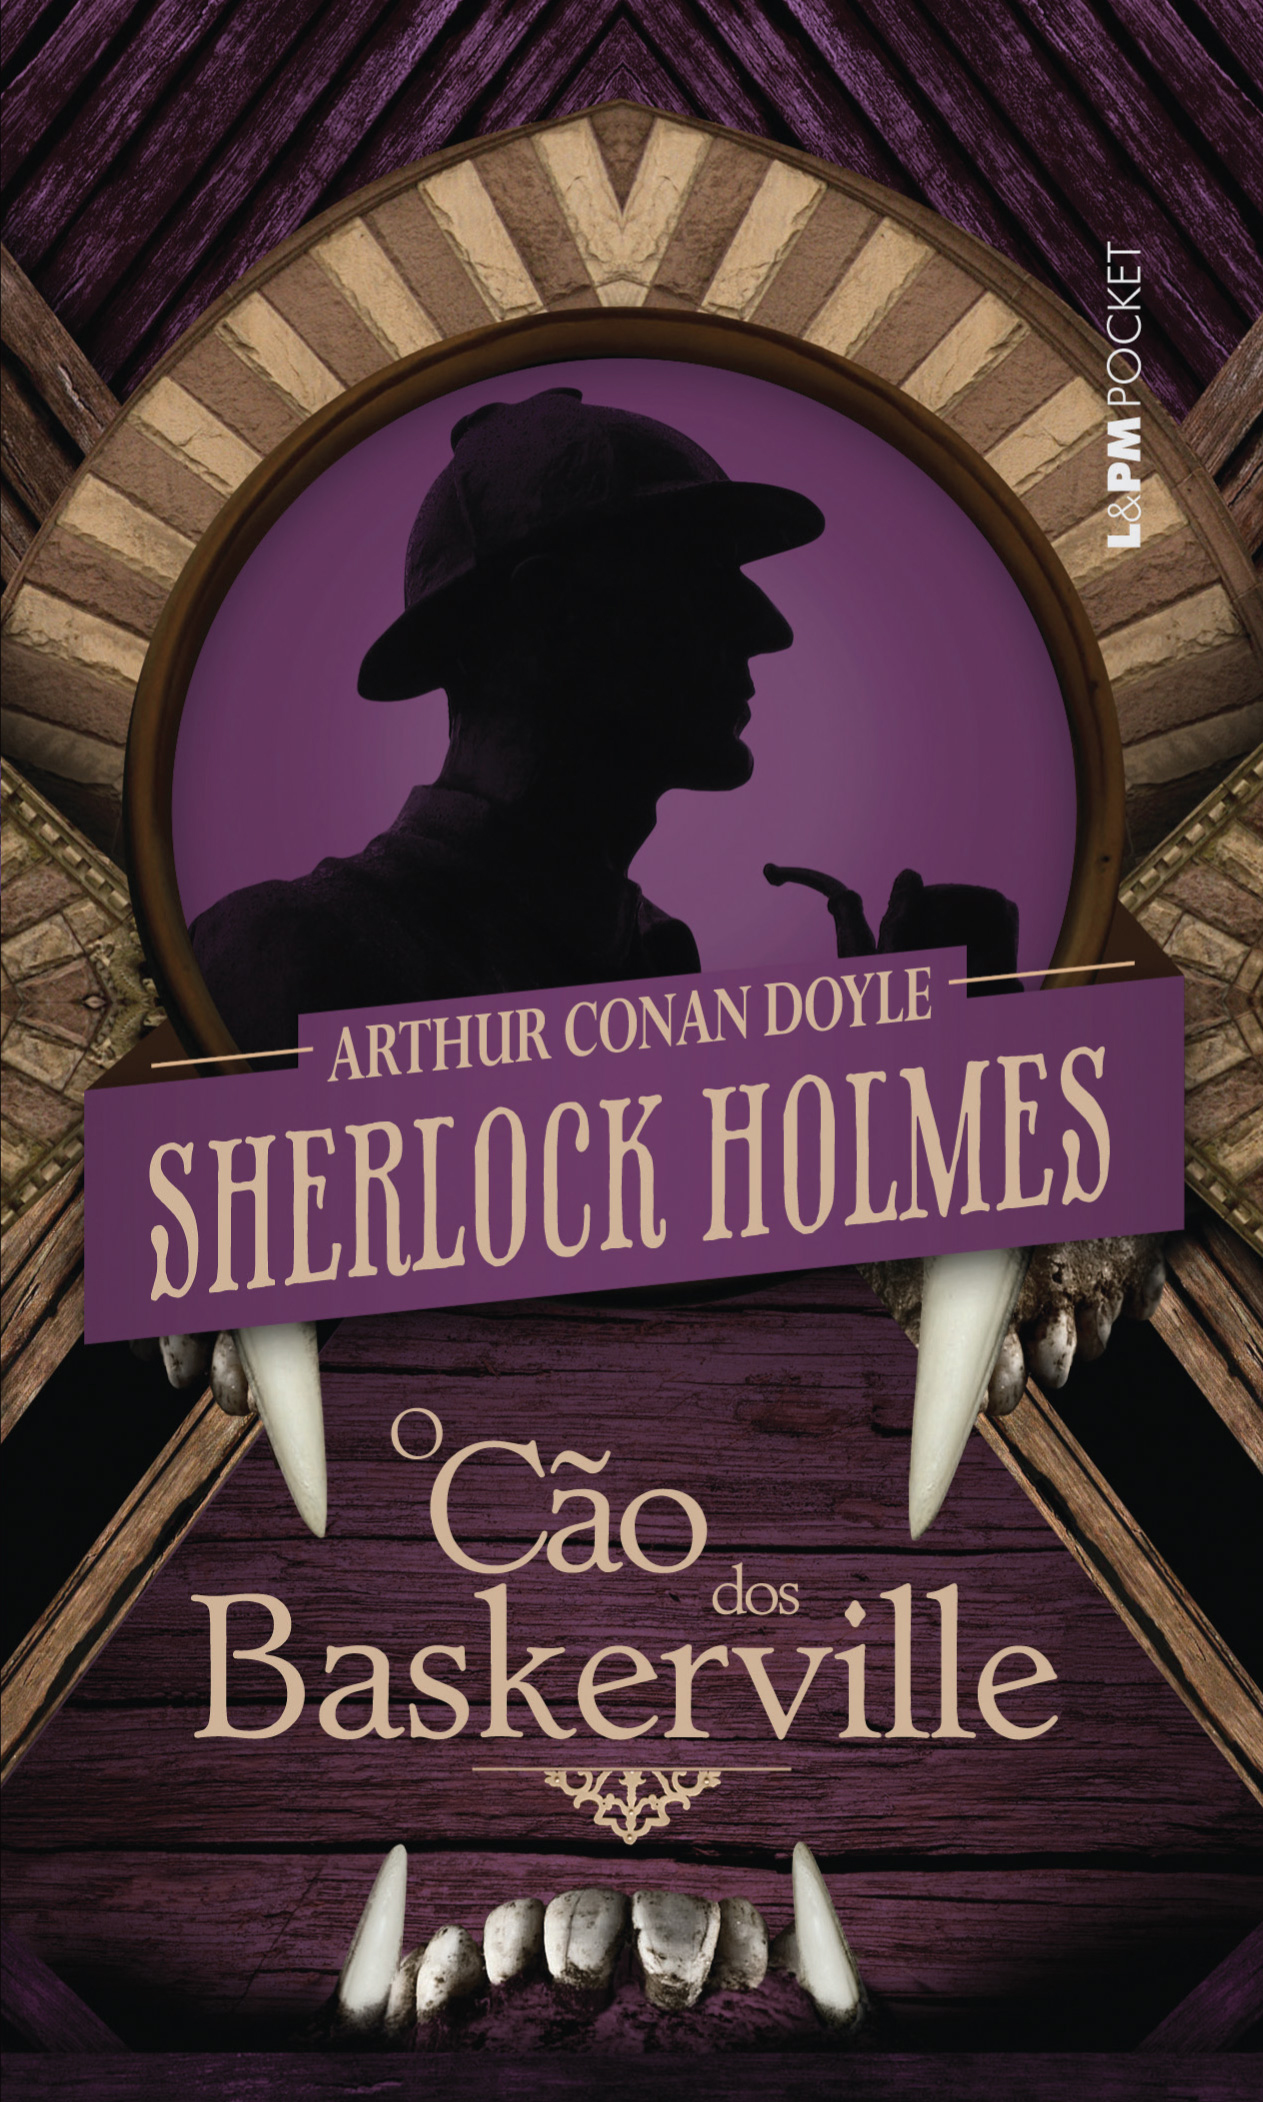 L&PM POCKET
ARTHUR CONAN DOYLE
SHERLOCK HOLMES
O Cão
dos
Baskerville